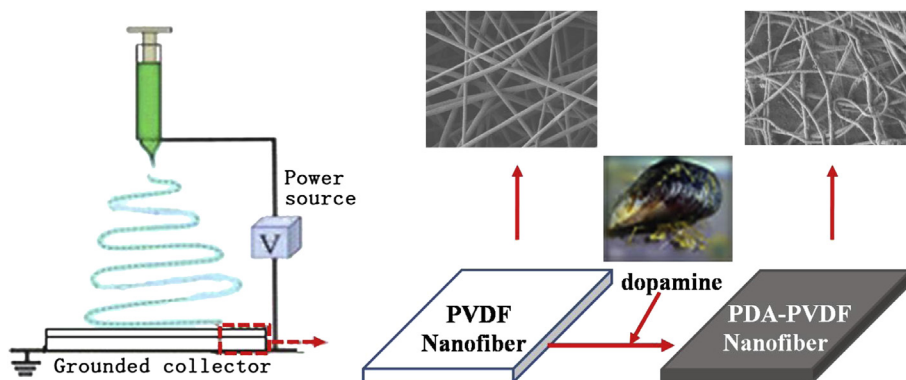 Power
source
V
Grounded collector
dopamine
PVDF
Nanofiber
PDA-PVDF
Nanofiber